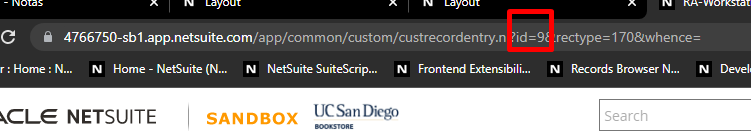 - Notas Layout Layout RA-Workstat
4766750-sb1.app.netsuite.com/app/common/custom/custrecordentry.nl?id=9&rectype=170&whence=
r : Home : N... N Home - NetSuite (N... N NetSuite SuiteScrip... N Frontend Extensibili... N Records Browser N... N Develo
ACLE NETSUITE SANDBOX UC San Diego
BOOKSTORE
Search